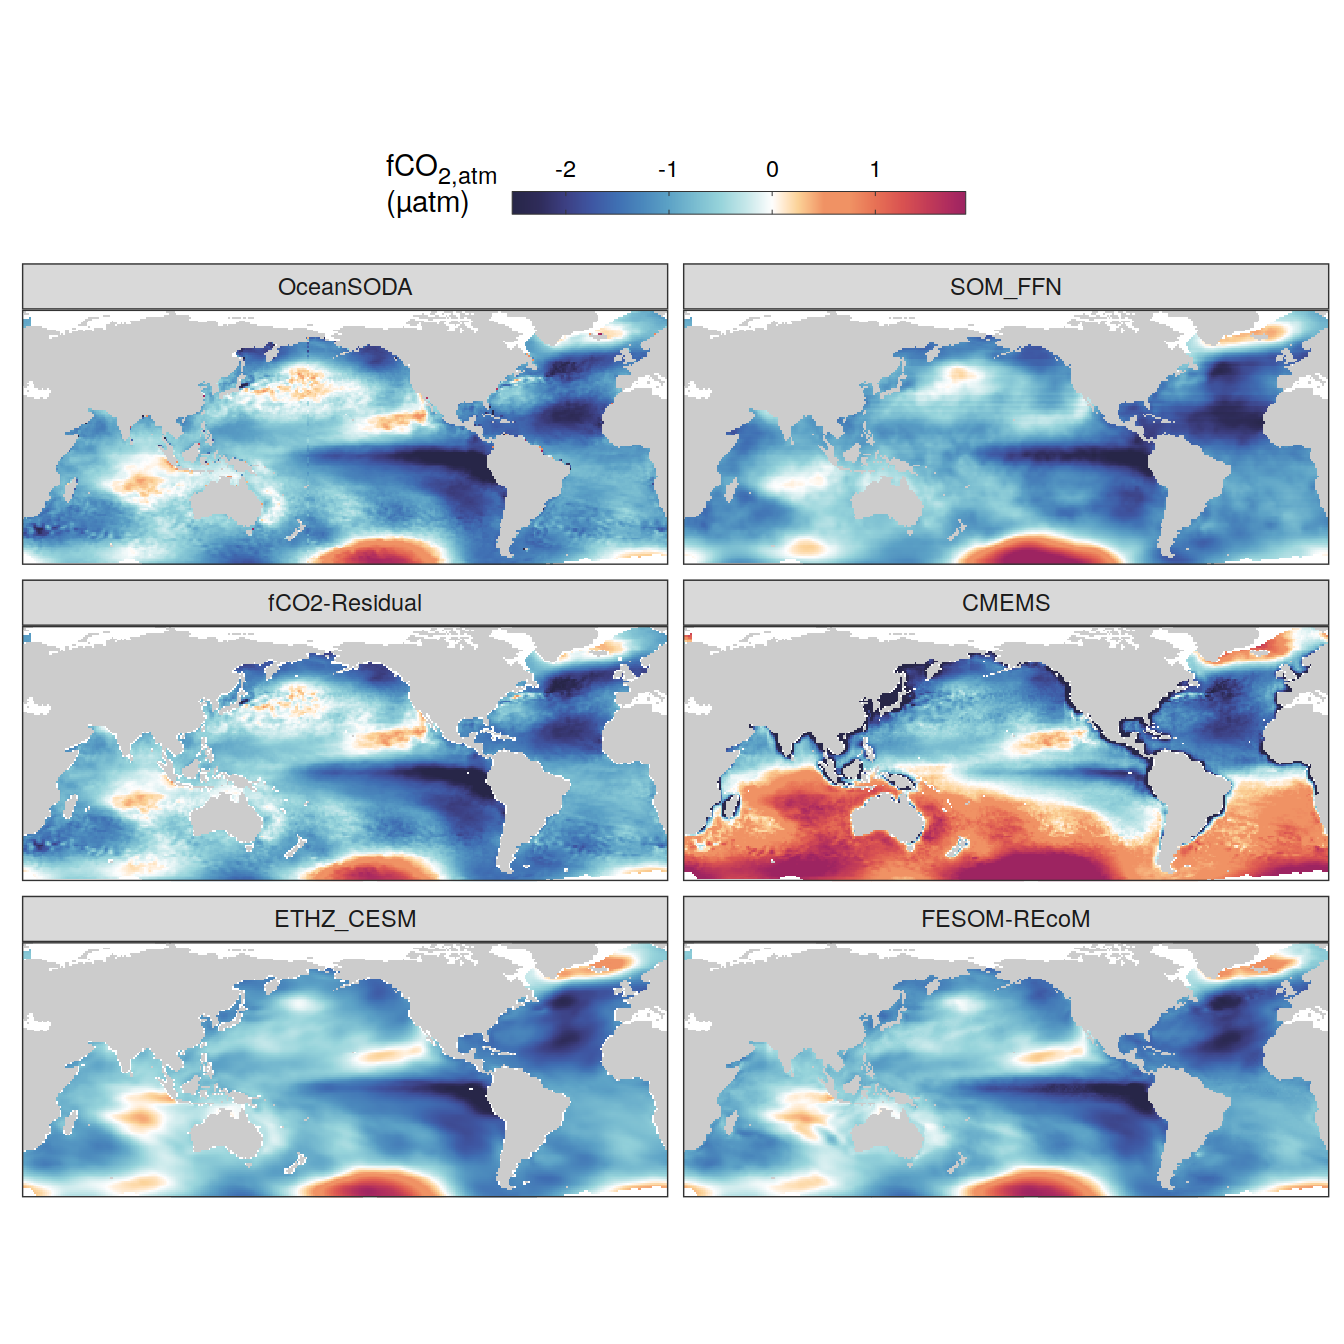 fCO2,atm
(µatm)
-2 -1 0 1
OceanSODA
SOM_FFN
fCO2-Residual
CMEMS
ETHZ_CESM
FESOM-REcoM